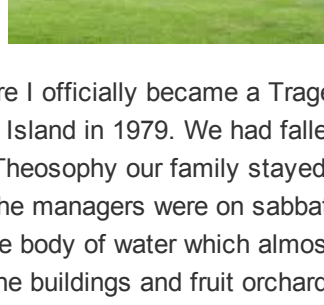 re I officially became a Trage
Island in 1979. We had falle
Theosophy our family stayed
he managers were on sabbat
e body of water which almos
he buildings and fruit orchard